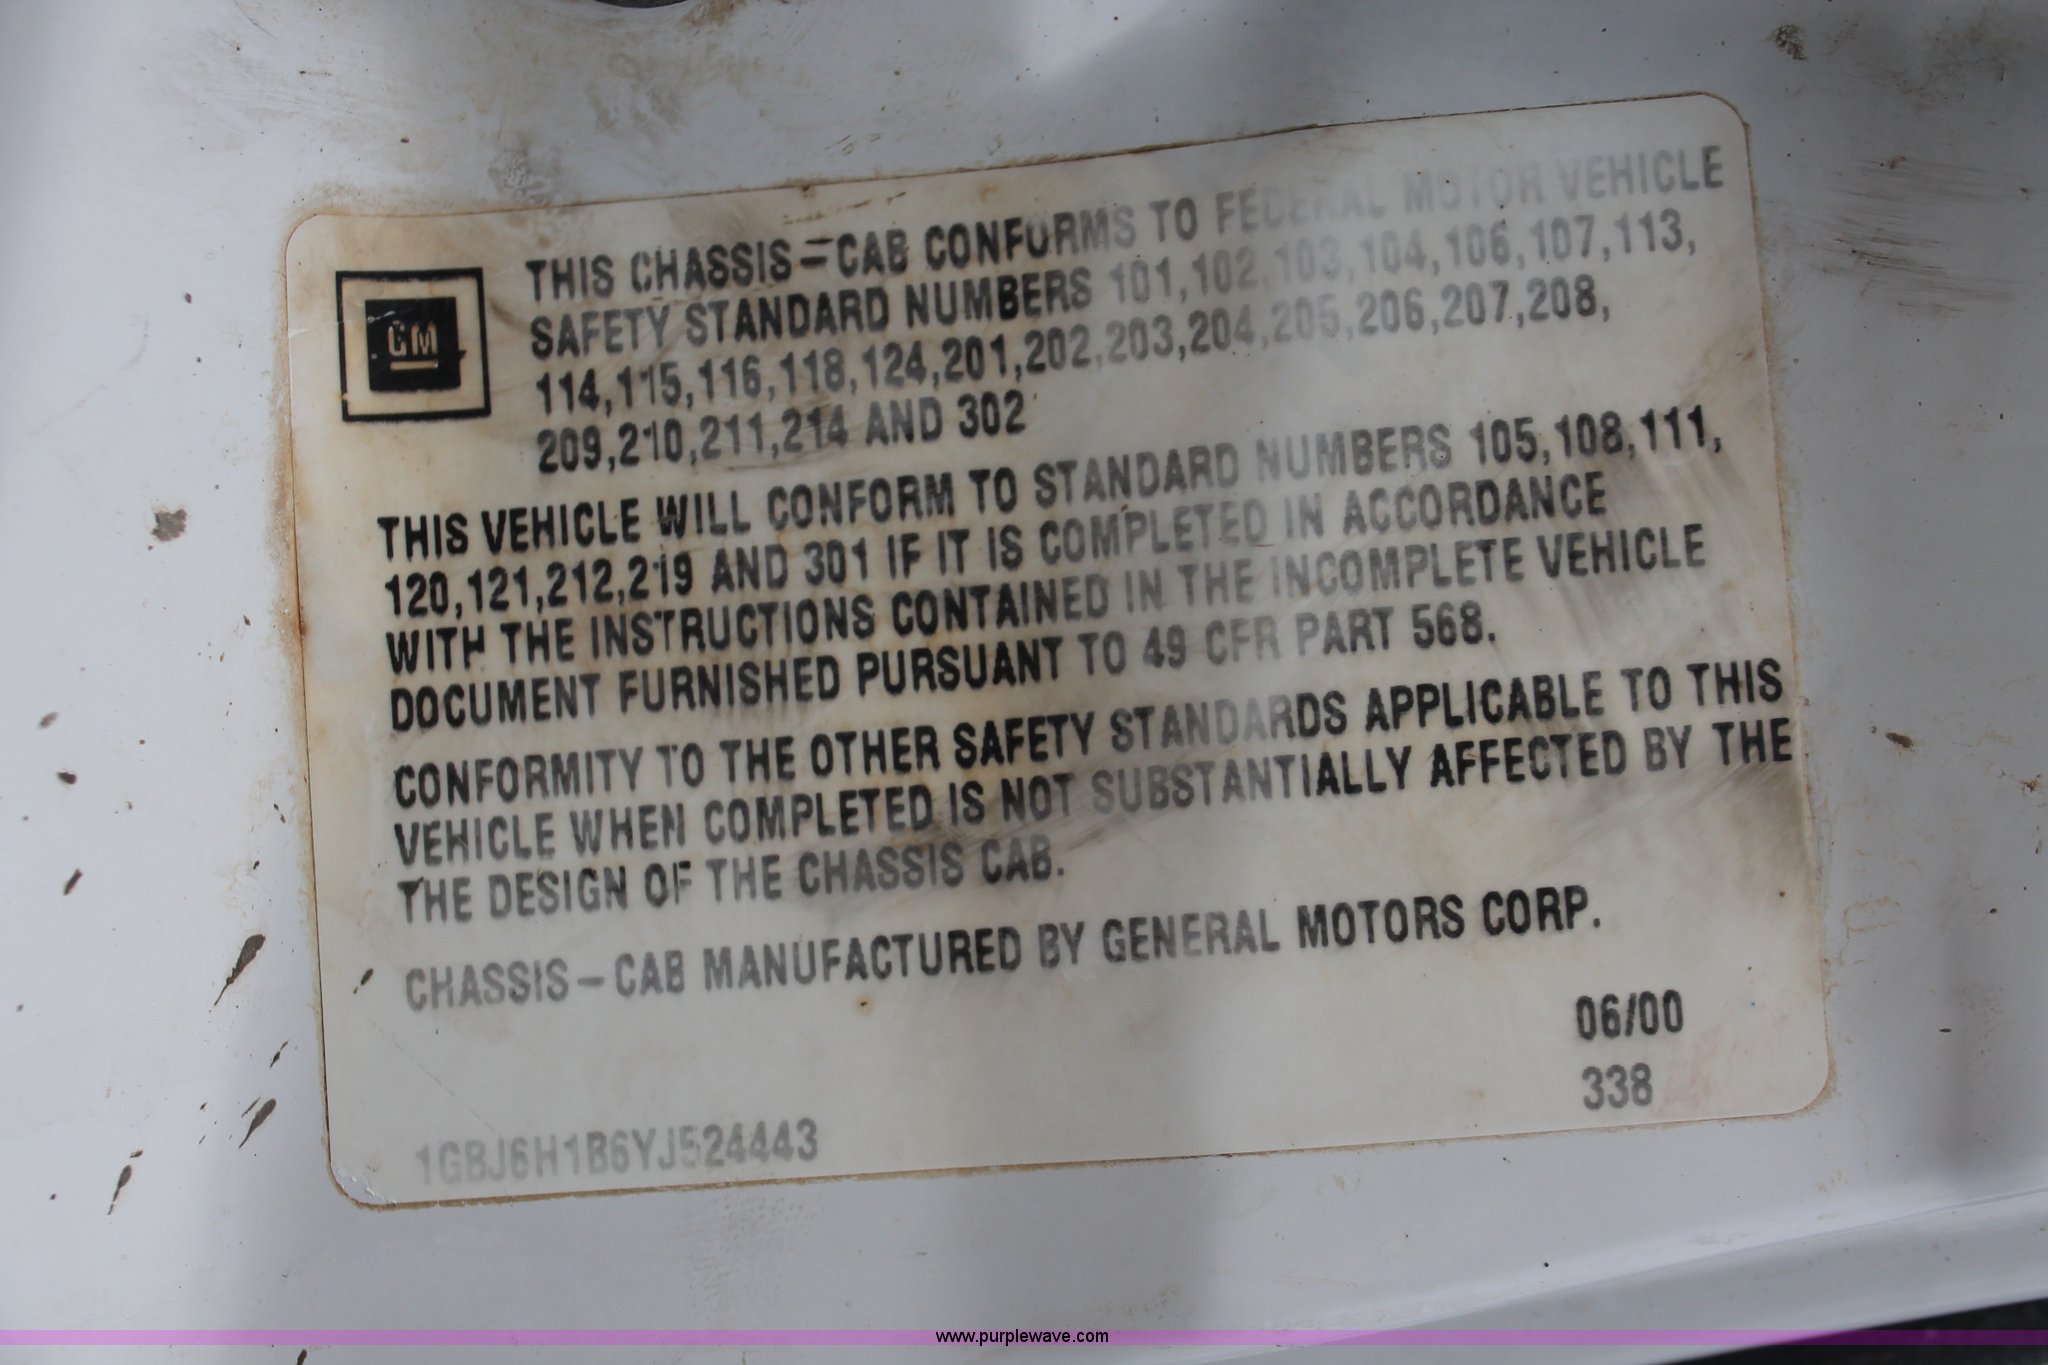 GM
THIS CHASSIS-CAB CONFORMS TO FEDERAL MOTOR VEHICLE
SAFETY STANDARD NUMBERS 101,102,103,104,106,107,113,
114,115,116,118,124,201,202,203,204,205,206,207,208,
209,210,211,214 AND 302
THIS VEHICLE WILL CONFORM TO STANDARD NUMBERS 105,108,111,
120,121,212,219 AND 301 IF IT IS COMPLETED IN ACCORDANCE
WITH THE INSTRUCTIONS CONTAINED IN THE INCOMPLETE VEHICLE
DOCUMENT FURNISHED PURSUANT TO 49 CFR PART 568.
CONFORMITY TO THE OTHER SAFETY STANDARDS APPLICABLE TO THIS
VEHICLE WHEN COMPLETED IS NOT SUBSTANTIALLY AFFECTED BY THE
THE DESIGN OF THE CHASSIS CAB.
CHASSIS-CAB MANUFACTURED BY GENERAL MOTORS CORP.
06/00
338
1GBJ6H1B6YJ524443
www.purplewave.com